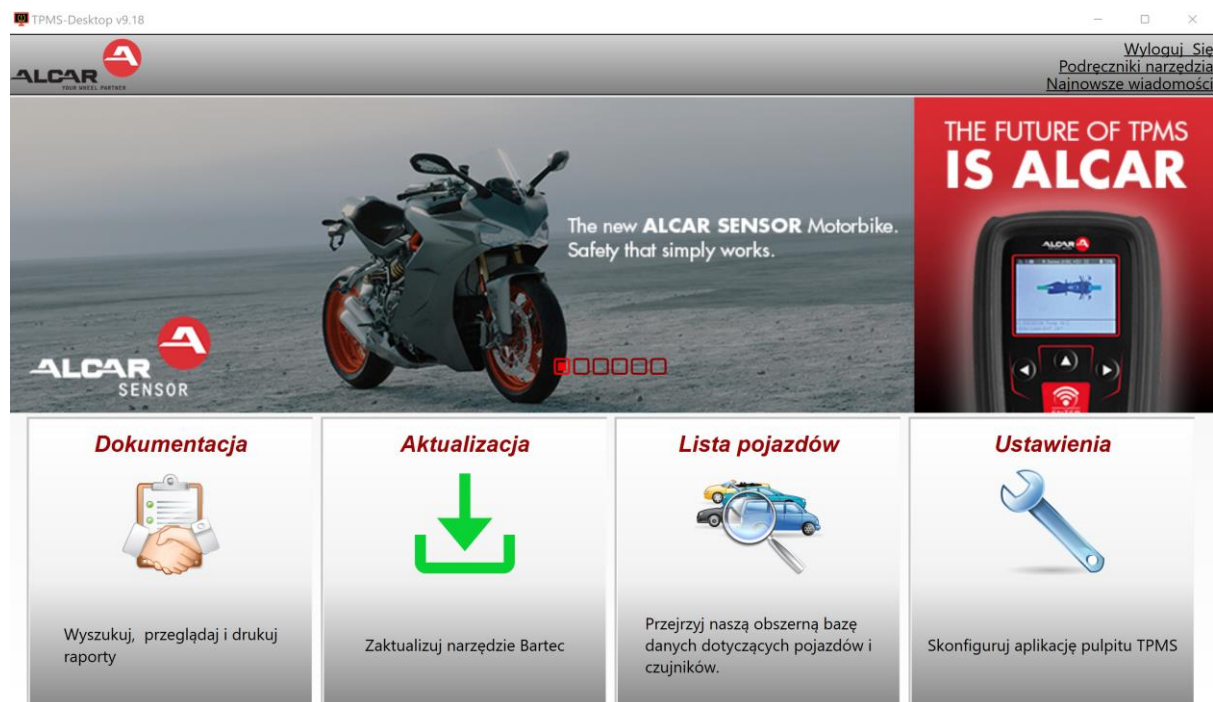 TPMS-Desktop v9.18
ALCAR
YOUR WHEEL PARTNER
Wyloguj Się
Podręczniki narzędzia
Najnowsze wiadomości
The new ALCAR SENSOR Motorbike.
Safety that simply works.
ALCAR
SENSOR
THE FUTURE OF TPMS
IS ALCAR
ALCAR
Dokumentacja
Wyszukuj, przeglądaj i drukuj
raporty
Aktualizacja
Zaktualizuj narzędzie Bartec
Lista pojazdów
Przejrzyj naszą obszerną bazę
danych dotyczących pojazdów i
czujników.
Ustawienia
Skonfiguruj aplikację pulpitu TPMS